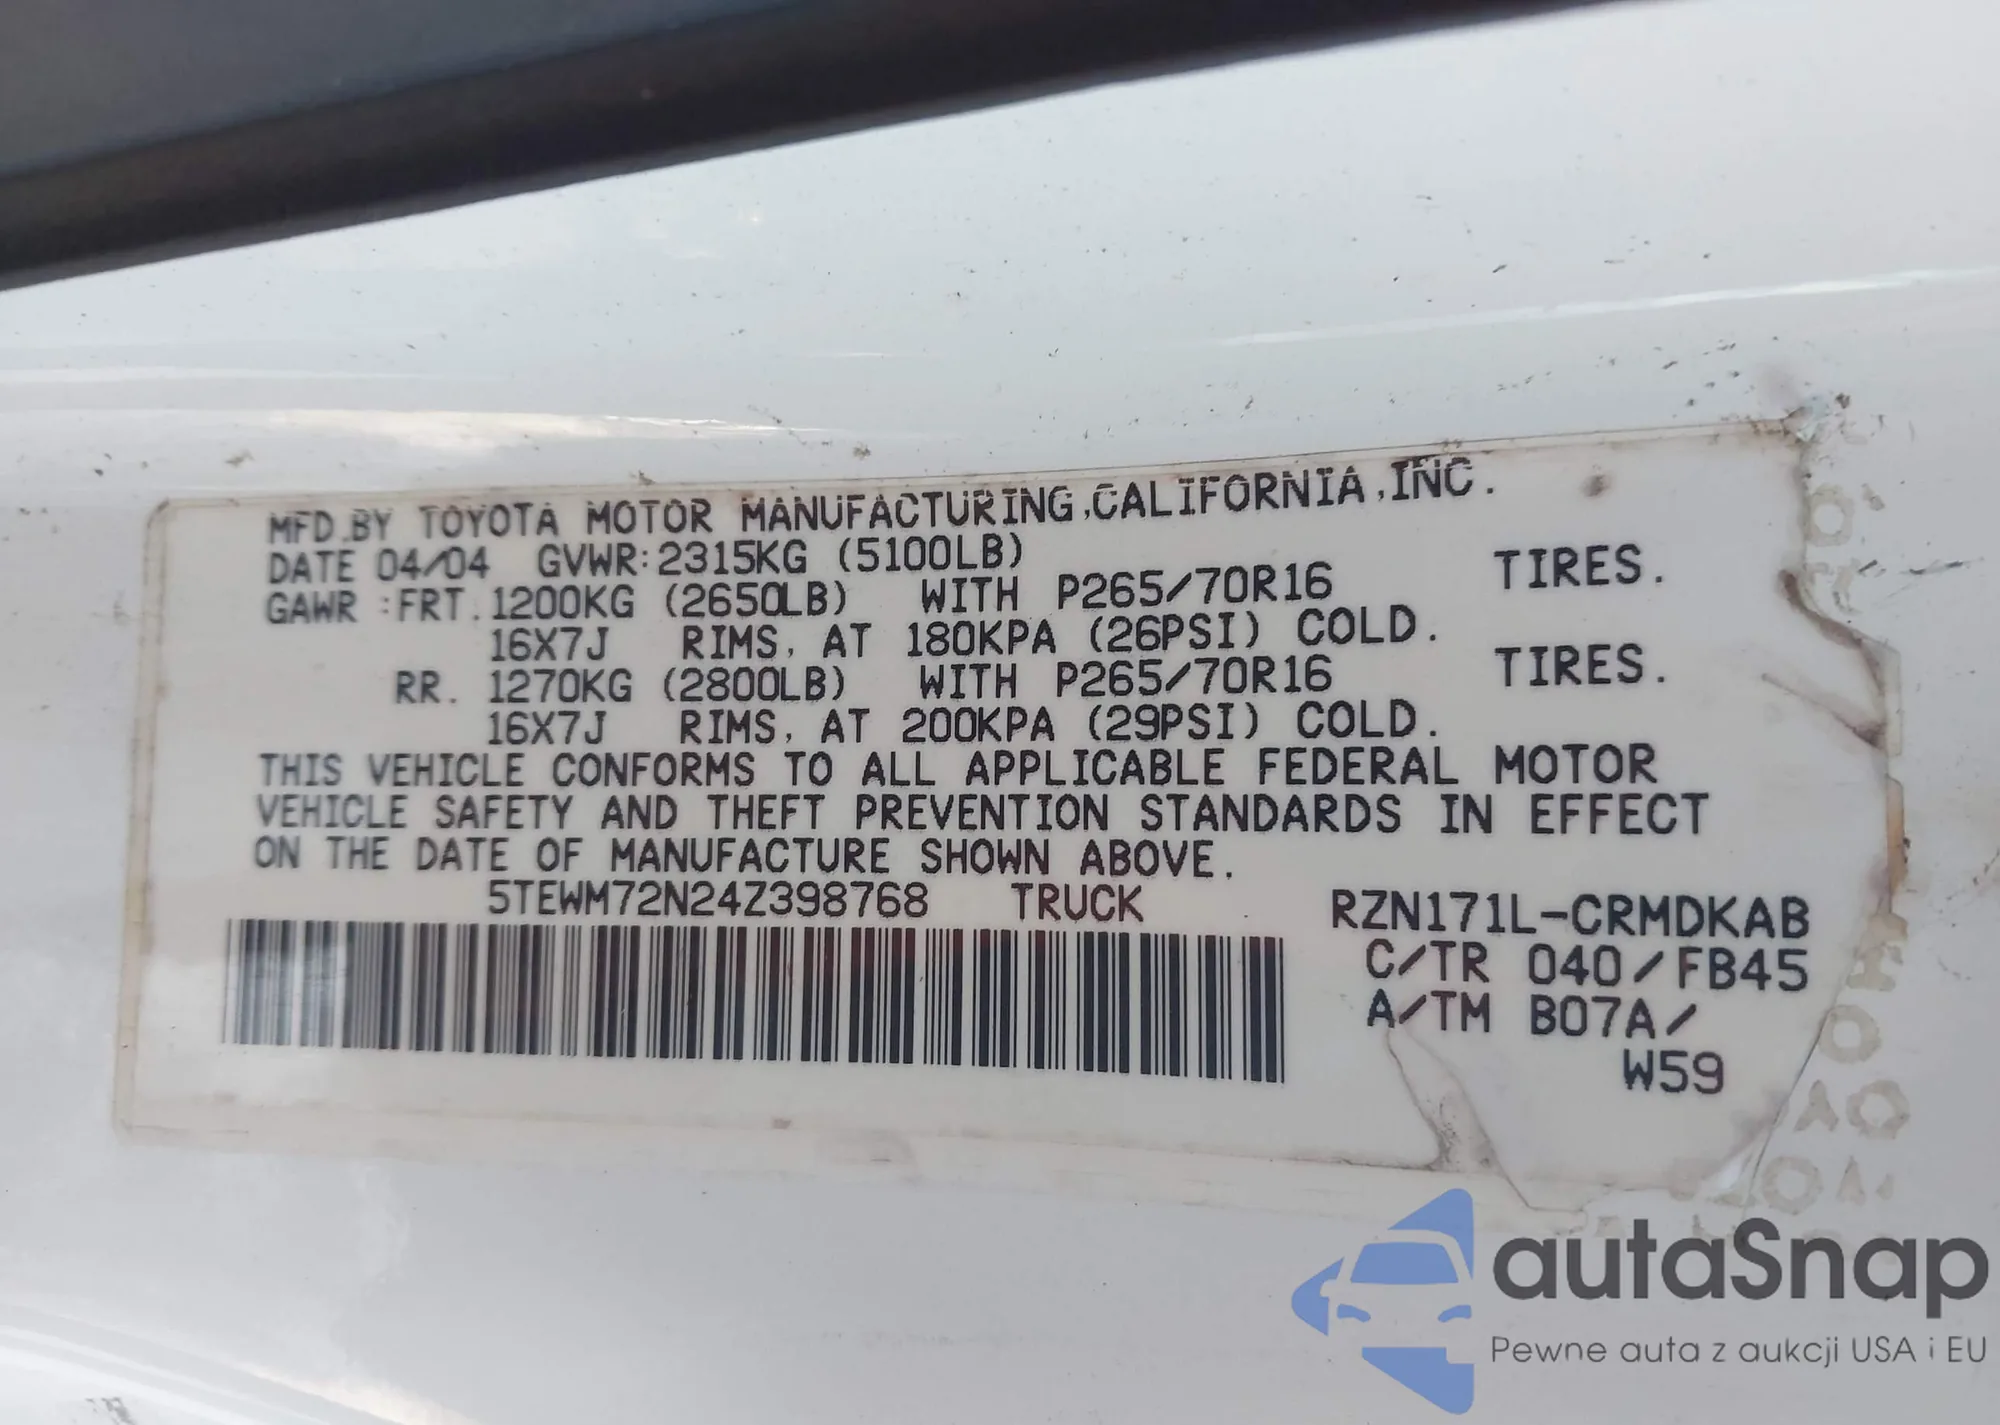 MFD.BY TOYOTA MOTOR MANUFACTURING,CALIFORNIA,INC.
DATE 04/04 GVWR:2315KG (5100LB)
GAWR:FRT. 1200KG (2650LB) WITH P265/70R16 TIRES.
16X7J RIMS, AT 180KPA (26PSI) COLD.
RR. 1270KG (2800LB) WITH P265/70R16 TIRES.
16X7J RIMS, AT 200KPA (29PSI) COLD.
THIS VEHICLE CONFORMS TO ALL APPLICABLE FEDERAL MOTOR
VEHICLE SAFETY AND THEFT PREVENTION STANDARDS IN EFFECT
ON THE DATE OF MANUFACTURE SHOWN ABOVE.
5TEWM72N24Z398768 TRUCK RZN171L-CRMDKAB
C/TR 040/FB45
A/TM B07A/
W59
autaSnap
Pewne auta z aukcji USA i EU